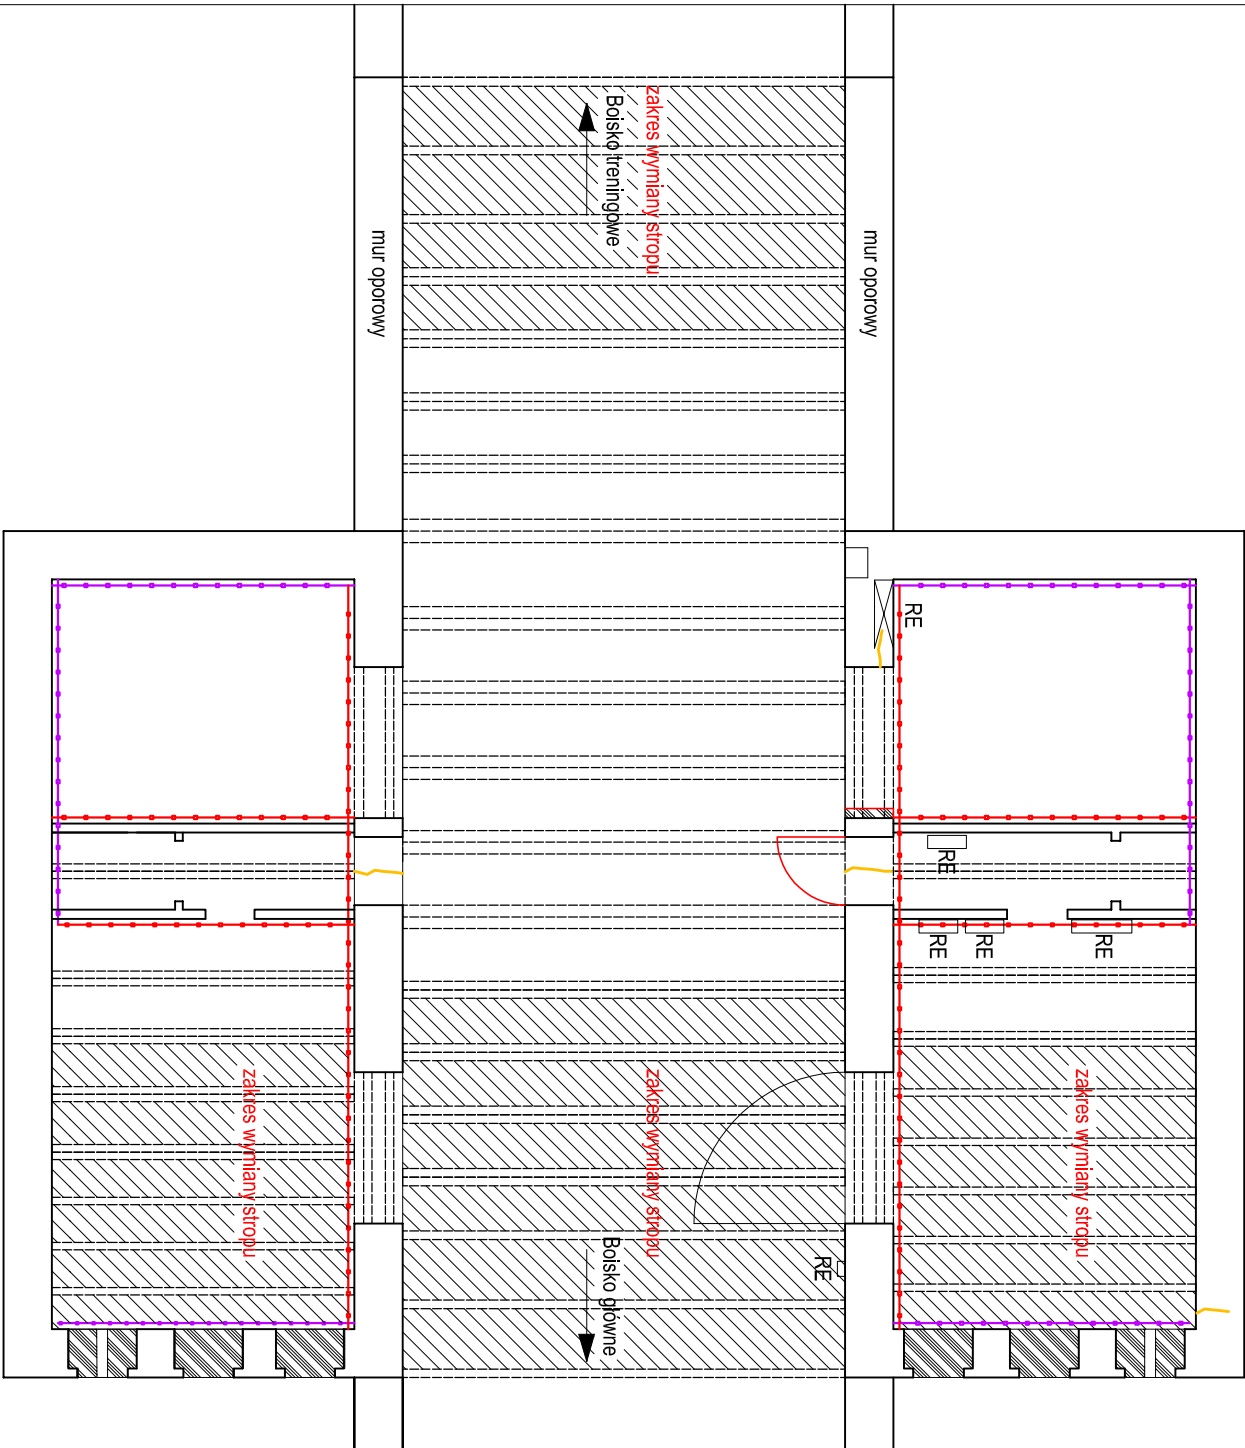 zakres wymiany stropu
Boisko treningowe
mur oporowy
mur oporowy
RE
RE
RE
RE
RE
zakres wymiany stropu
zakres wymiany stropu
zakres wymiany stropu
RE
Boisko główne